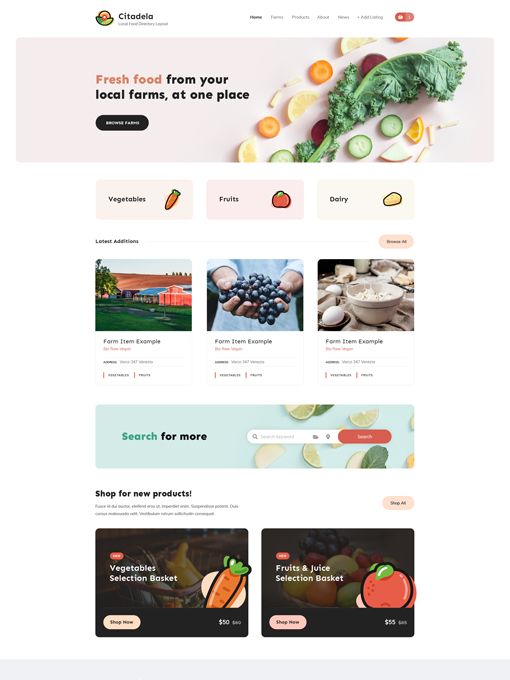 Citadela
Local Food Directory Layout
Home Farms Products About News + Add Listing 1
Fresh food from your
local farms, at one place
BROWSE FARMS
Vegetables
Fruits
Dairy
Latest Additions
Browse All
Farm Item Example
Bio Raw Vegan
ADDRESS: Varco 347 Venezia
VEGETABLES FRUITS
Farm Item Example
Bio Raw Vegan
ADDRESS: Varco 347 Venezia
VEGETABLES FRUITS
Farm Item Example
Bio Raw Vegan
ADDRESS: Varco 347 Venezia
VEGETABLES FRUITS
Search for more
Search keyword
Search
Shop for new products!
Fusce id dui auctor, eleifend eros ut, imperdiet enim. Suspendisse potenti. Duis
cursus malesuada velit. Vestibulum rutrum sollicitudin consequat.
Shop All
NEW
Vegetables
Selection Basket
Shop Now
$50 $60
NEW
Fruits & Juice
Selection Basket
Shop Now
$55 $65